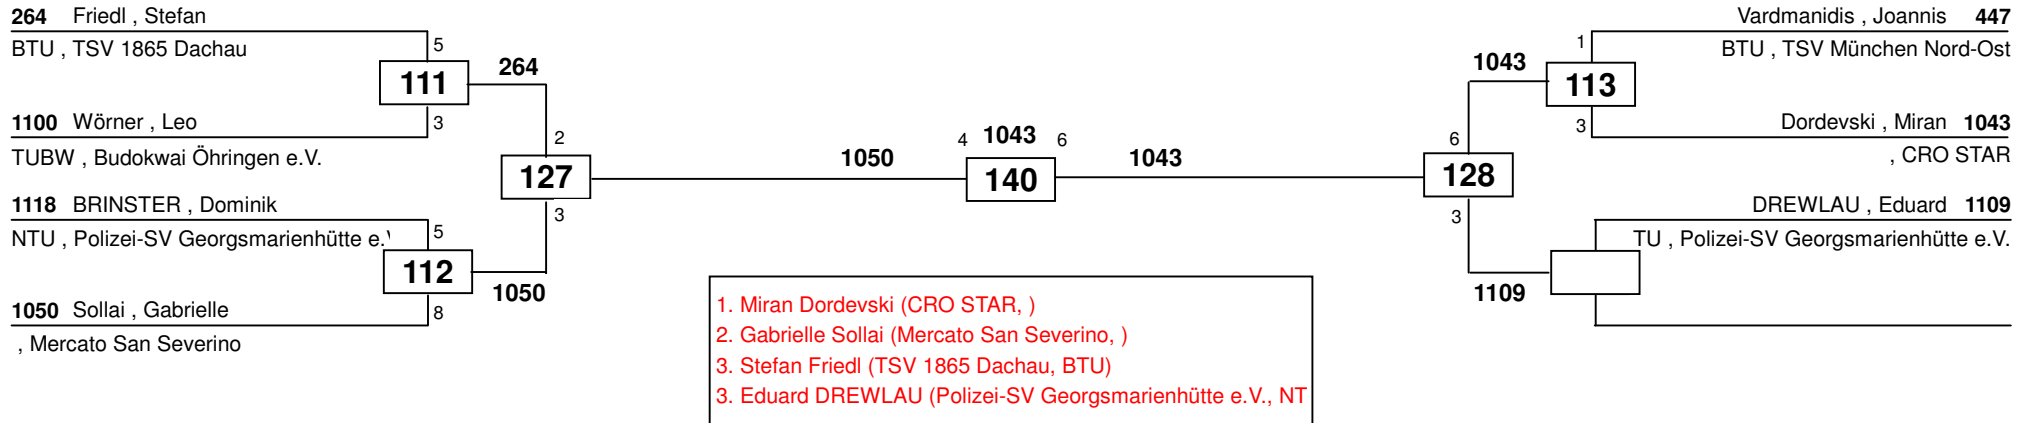 264 Friedl , Stefan
BTU , TSV 1865 Dachau
5
111
264
1100 Wörner , Leo
3
TUBW , Budokwai Öhringen e.V.
2
127
1050
3
1118 BRINSTER , Dominik
NTU , Polizei-SV Georgsmarienhütte e.
5
112
1050
1050 Sollai , Gabrielle
8
, Mercato San Severino
4 1043 6
140
1043
Vardmanidis , Joannis 447
BTU , TSV München Nord-Ost
1
1043
113
3
Dordevski , Miran 1043
, CRO STAR
6
128
3
DREWLAU , Eduard 1109
TU , Polizei-SV Georgsmarienhütte e.V.
1109
1. Miran Dordevski (CRO STAR, )
2. Gabrielle Sollai (Mercato San Severino, )
3. Stefan Friedl (TSV 1865 Dachau, BTU)
3. Eduard DREWLAU (Polizei-SV Georgsmarienhütte e.V., NT